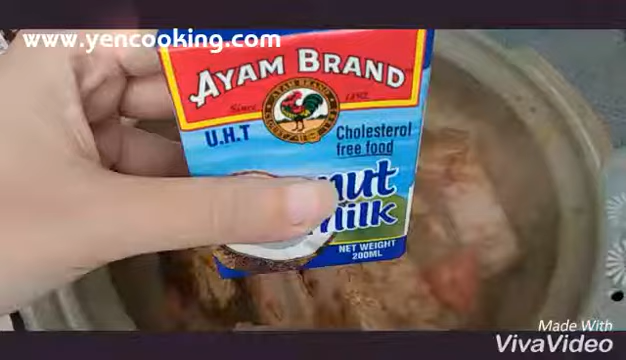 www.yencooking.com
AYAM BRAND
Since 1892
AYAM BRAND
U.H.T
Cholesterol
free food
nut
milk
NET WEIGHT
200ML
Made With
VivaVideo